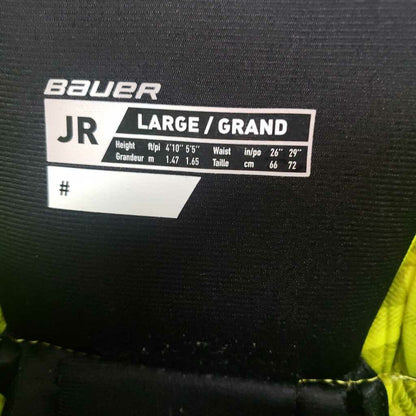 BAUER
JR LARGE / GRAND
Height ft/pi 4'10" 5'5" Waist in/po 26" 29"
Grandeur m 1.47 1.65 Taille cm 66 72
#